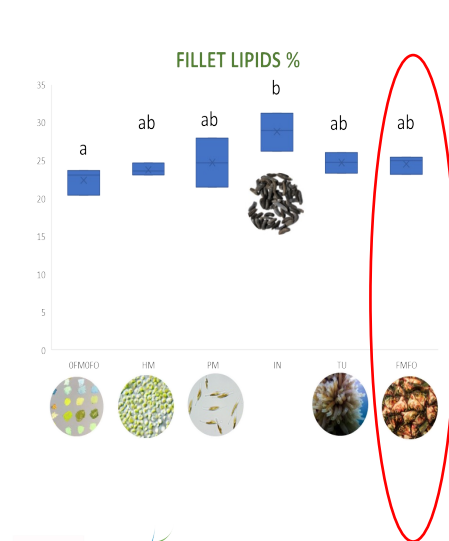 FILLET LIPIDS %
35
30
25
20
15
10
5
0
a
ab
ab
b
ab
ab
0FM0FO
HM
PM
IN
TU
FMFO